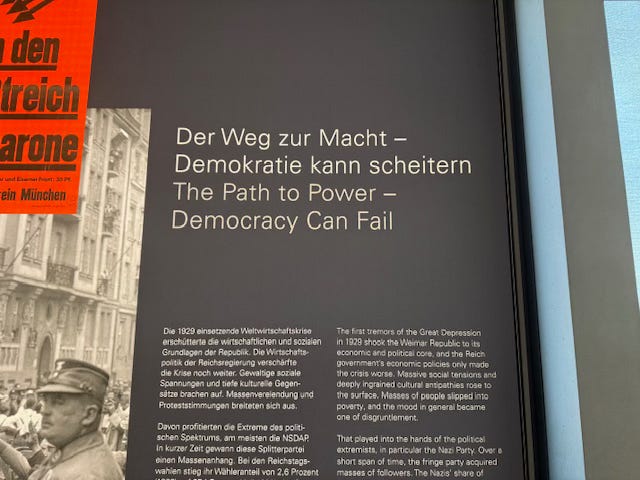 den
treich
arone
ein München
Der Weg zur Macht –
Demokratie kann scheitern
The Path to Power –
Democracy Can Fail
Die 1929 einsetzende Weltwirtschaftskrise
erschütterte die wirtschaftlichen und sozialen
Grundlagen der Republik. Die Wirtschafts-
politik der Reichsregierung verschärfte
die Krise noch weiter. Gewaltige soziale
Spannungen und tiefe kulturelle Gegen-
sätze brachen auf. Massenverelendung und
Proteststimmungen breiteten sich aus.
Davon profitierten die Extreme des politi-
schen Spektrums, am meisten die NSDAP.
In kurzer Zeit gewann diese Splitterpartei
einen Massenanhang. Bei den Reichstags-
wahlen stieg ihr Wähleranteil von 2,6 Prozent
The first tremors of the Great Depression
in 1929 shook the Weimar Republic to its
economic and political core, and the Reich
government's economic policies only made
the crisis worse. Massive social tensions and
deeply ingrained cultural antipathies rose to
the surface. Masses of people slipped into
poverty, and the mood in general became
one of disgruntlement.
That played into the hands of the political
extremists, in particular the Nazi Party. Over a
short span of time, the fringe party acquired
masses of followers. The Nazis' share of